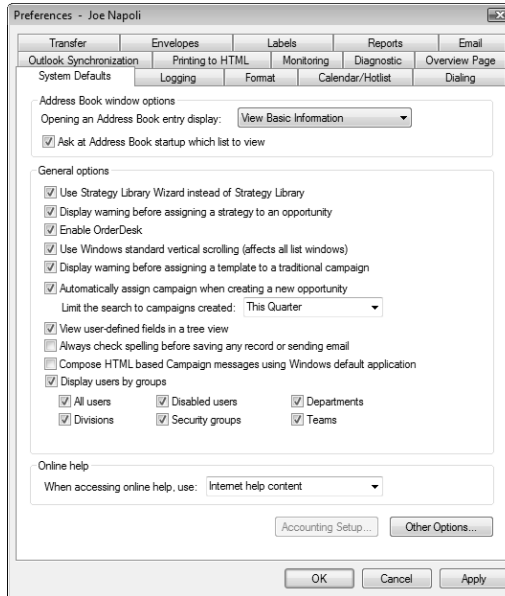 Preferences - Joe Napoli
Transfer Envelopes Labels Reports Email
Outlook Synchronization Printing to HTML Monitoring Diagnostic Overview Page
System Defaults Logging Format Calendar/Hotlist Dialing
Address Book window options
Opening an Address Book entry display: View Basic Information
Ask at Address Book startup which list to view
General options
Use Strategy Library Wizard instead of Strategy Library
Display warning before assigning a strategy to an opportunity
Enable OrderDesk
Use Windows standard vertical scrolling (affects all list windows)
Display warning before assigning a template to a traditional campaign
Automatically assign campaign when creating a new opportunity
Limit the search to campaigns created: This Quarter
View user-defined fields in a tree view
Always check spelling before saving any record or sending email
Compose HTML based Campaign messages using Windows default application
Display users by groups
All users Disabled users Departments
Divisions Security groups Teams
Online help
When accessing online help, use: Internet help content
Accounting Setup... Other Options...
OK Cancel Apply